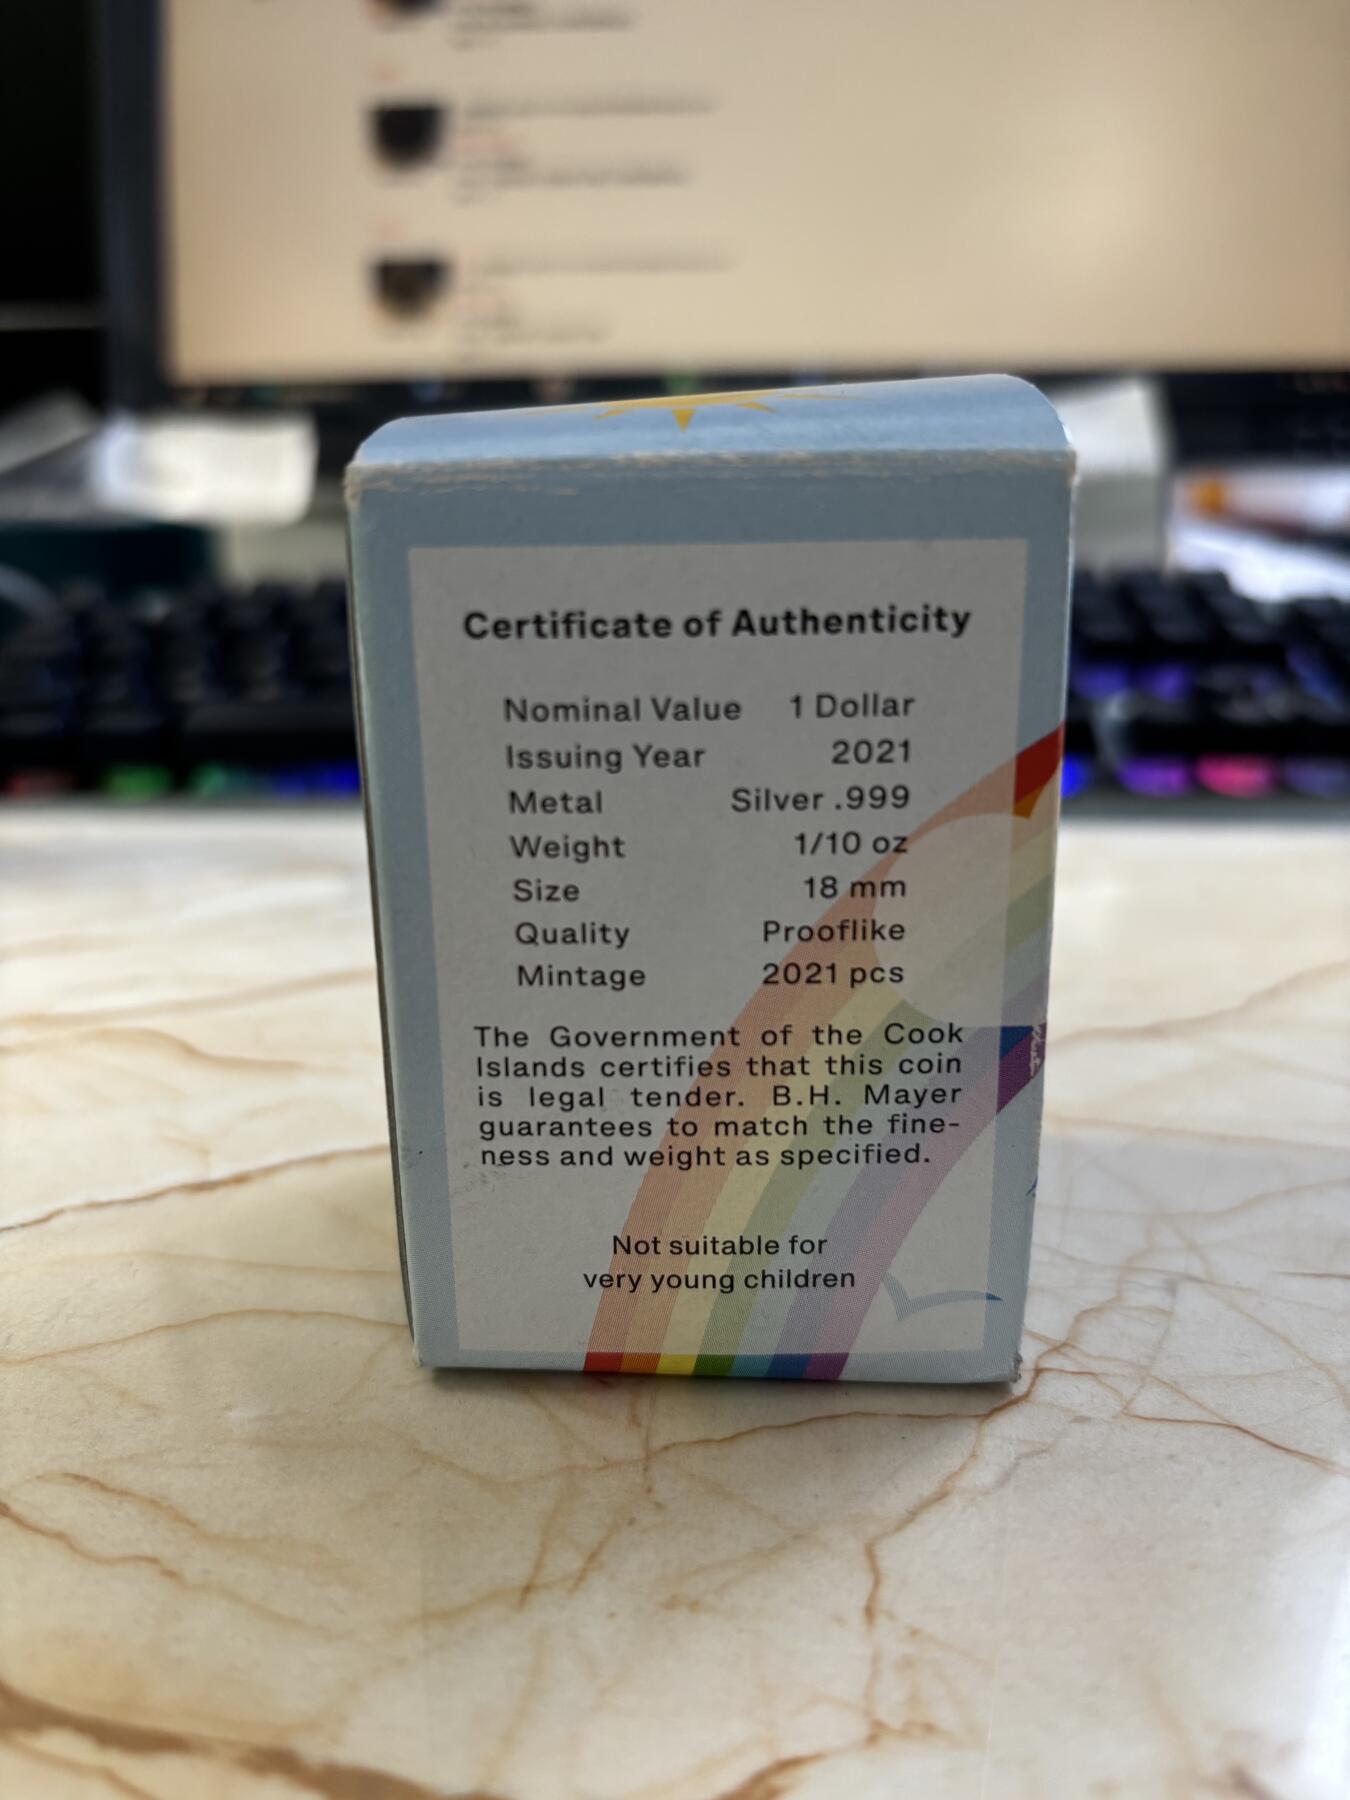 Certificate of Authenticity
Nominal Value 1 Dollar
Issuing Year 2021
Metal Silver .999
Weight 1/10 oz
Size 18 mm
Quality Prooflike
Mintage 2021 pcs
The Government of the Cook
Islands certifies that this coin
is legal tender. B.H. Mayer
guarantees to match the fine-
ness and weight as specified.
Not suitable for
very young children